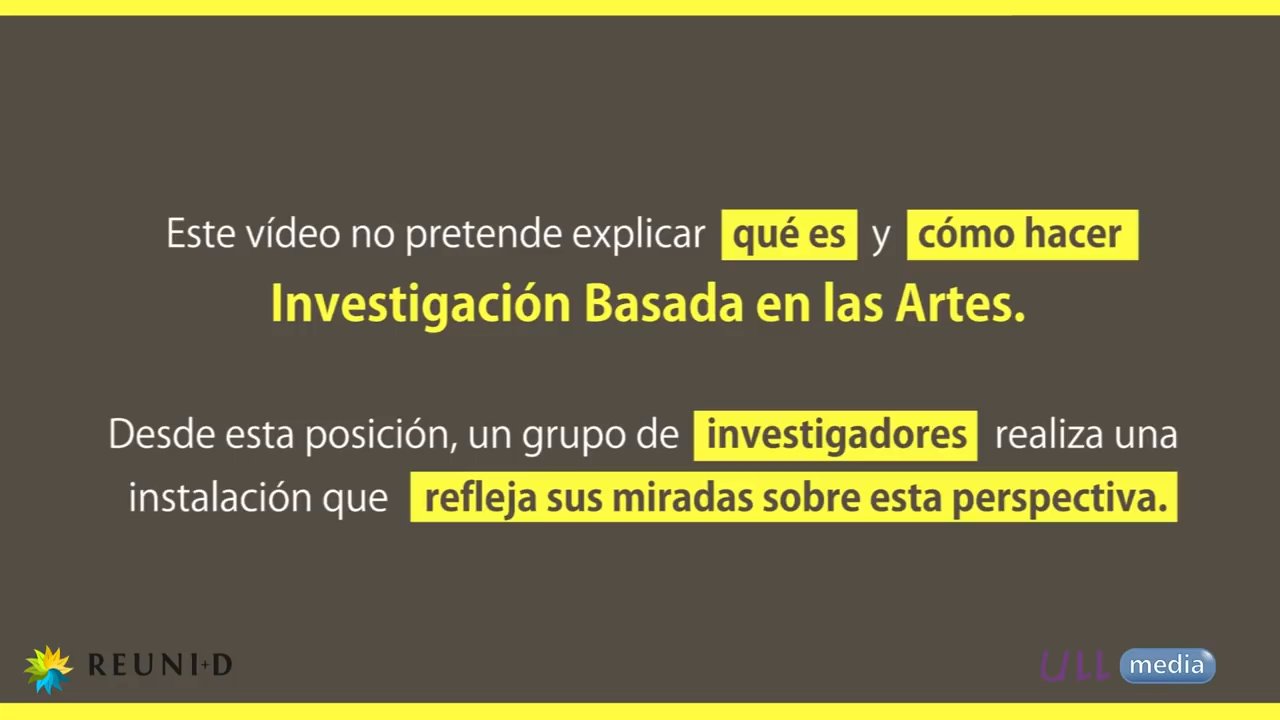 Este vídeo no pretende explicar qué es y cómo hacer
Investigación Basada en las Artes.
Desde esta posición, un grupo de investigadores realiza una
instalación que refleja sus miradas sobre esta perspectiva.
REUNI+D
ULL media